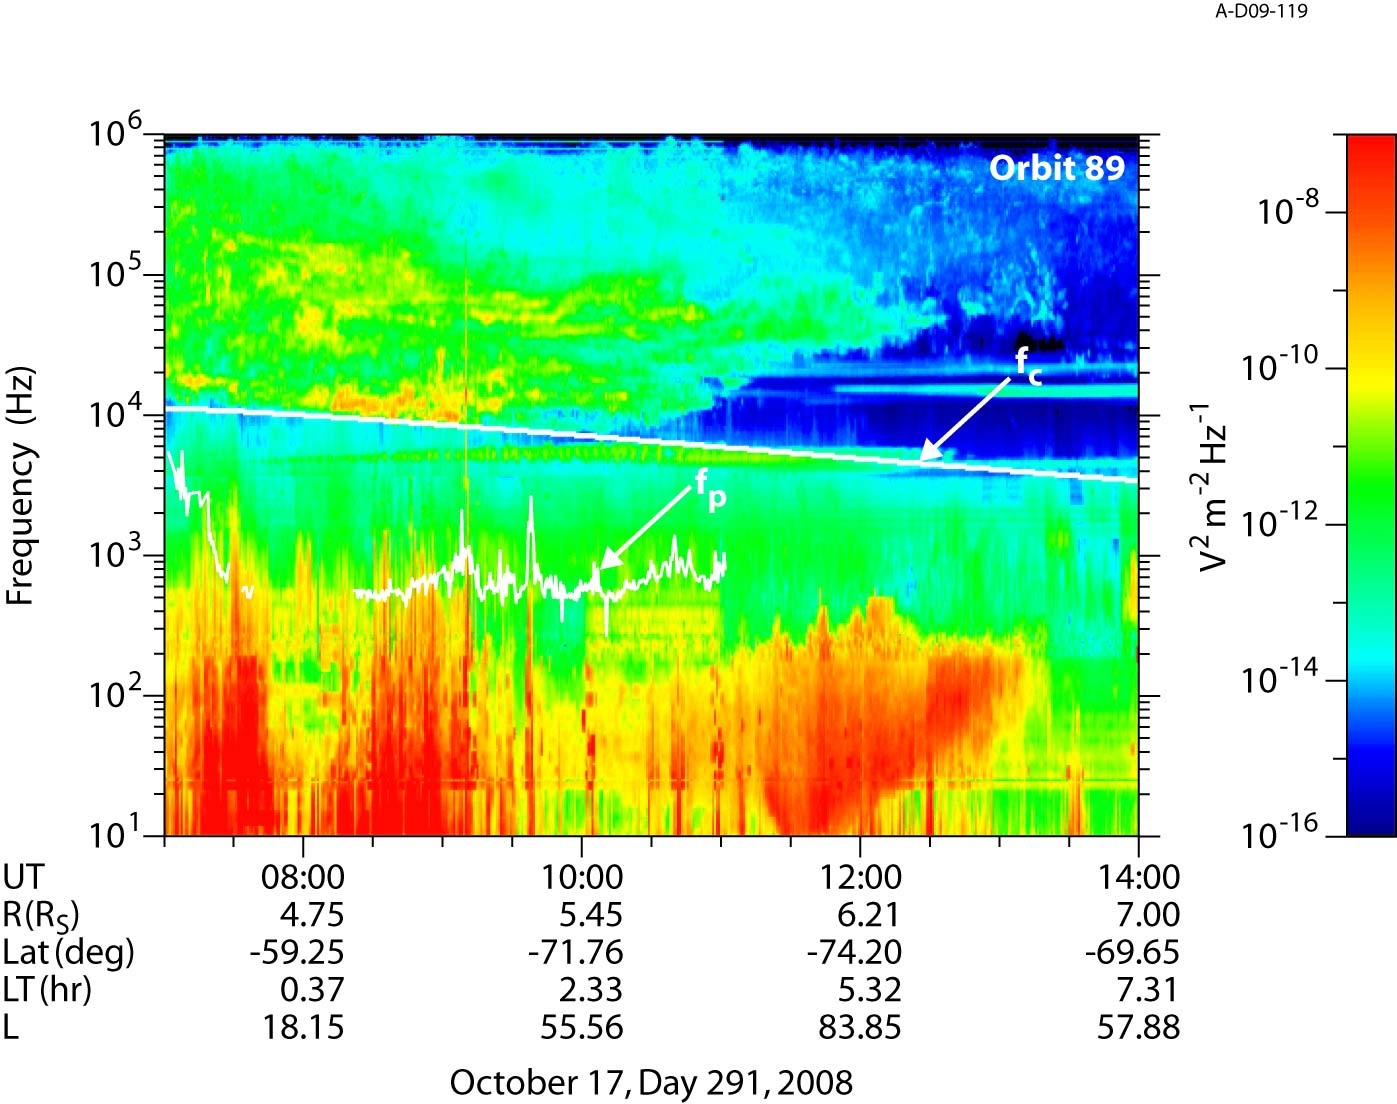 A-D09-119
10^6
Orbit 89
10^-8
10^5
f_c
10^-10
Frequency (Hz)
10^4
V^2 m^-2 Hz^-1
f_p
10^-12
10^3
10^-14
10^2
10^1
10^-16
UT 08:00 10:00 12:00 14:00
R(R_S) 4.75 5.45 6.21 7.00
Lat (deg) -59.25 -71.76 -74.20 -69.65
LT (hr) 0.37 2.33 5.32 7.31
L 18.15 55.56 83.85 57.88
October 17, Day 291, 2008